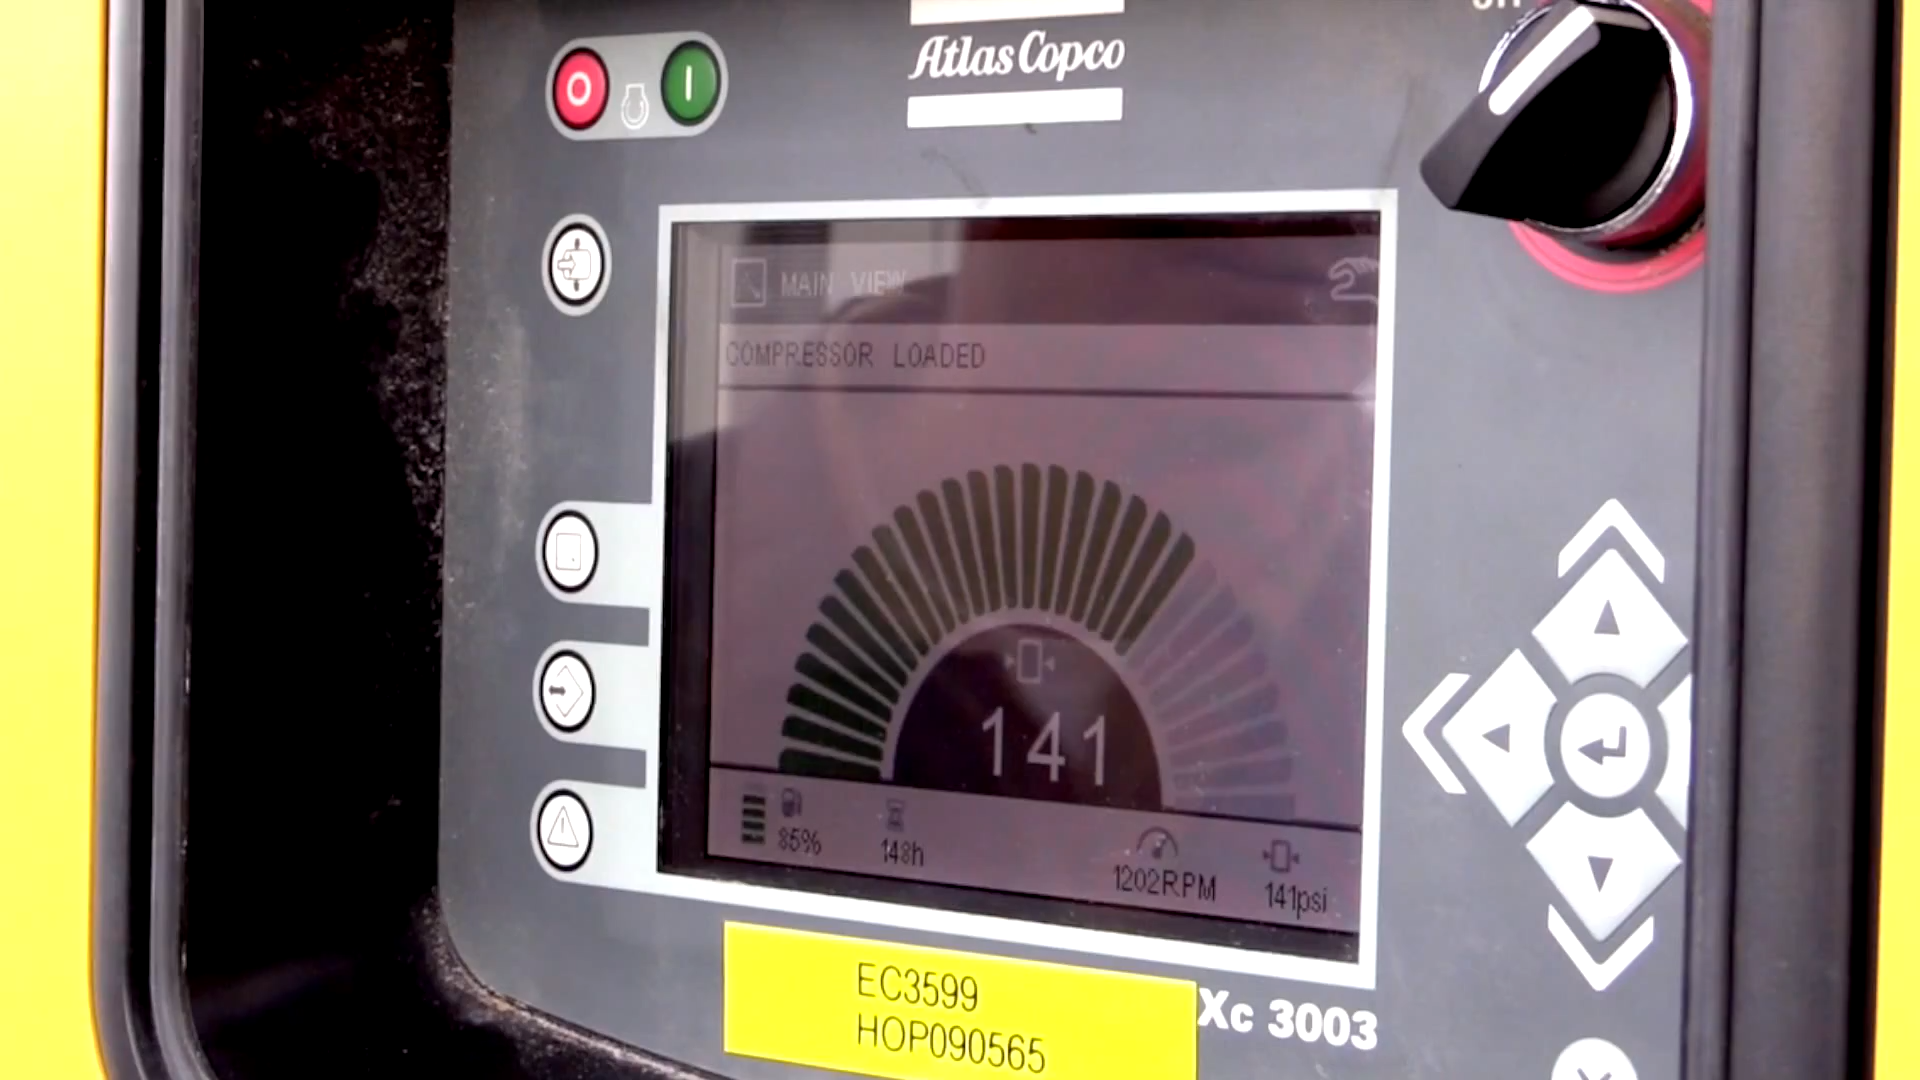 Atlas Copco
MAIN VIEW
COMPRESSOR LOADED
141
85%
148h
1202RPM
141psi
EC3599
HOP090565
Xc 3003